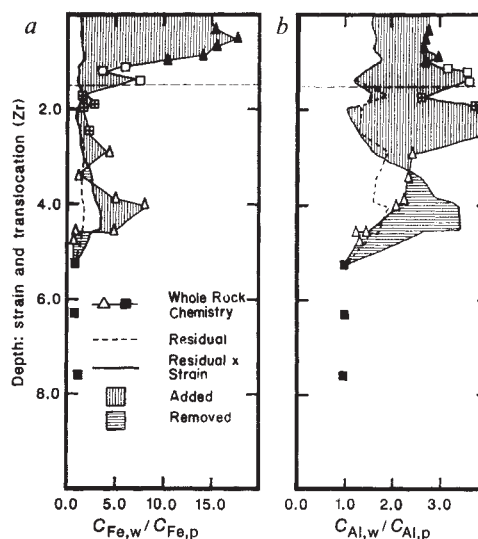 a
b
Depth: strain and translocation (Zr)
2.0
4.0
6.0
8.0
Whole Rock
Chemistry
Residual
Residual x
Strain
Added
Removed
0.0 5.0 10.0 15.0
0.0 1.0 2.0 3.0
C_Fe,w / C_Fe,p
C_Al,w / C_Al,p